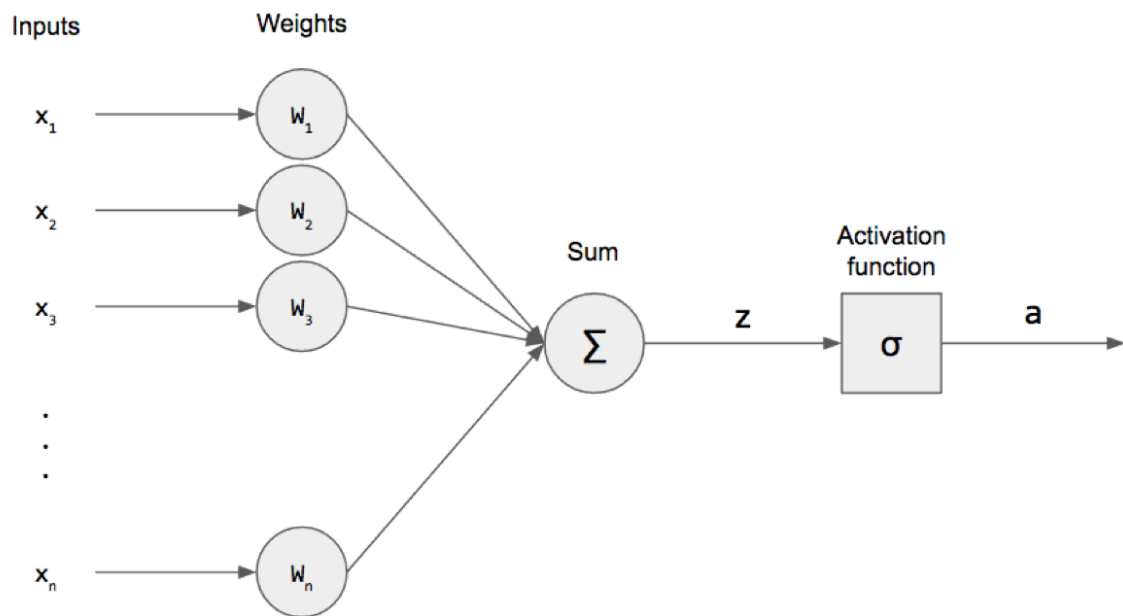 Inputs
Weights
x₁
W₁
x₂
W₂
x₃
W₃
.
.
.
xₙ
Wₙ
Sum
Σ
z
Activation
function
σ
a